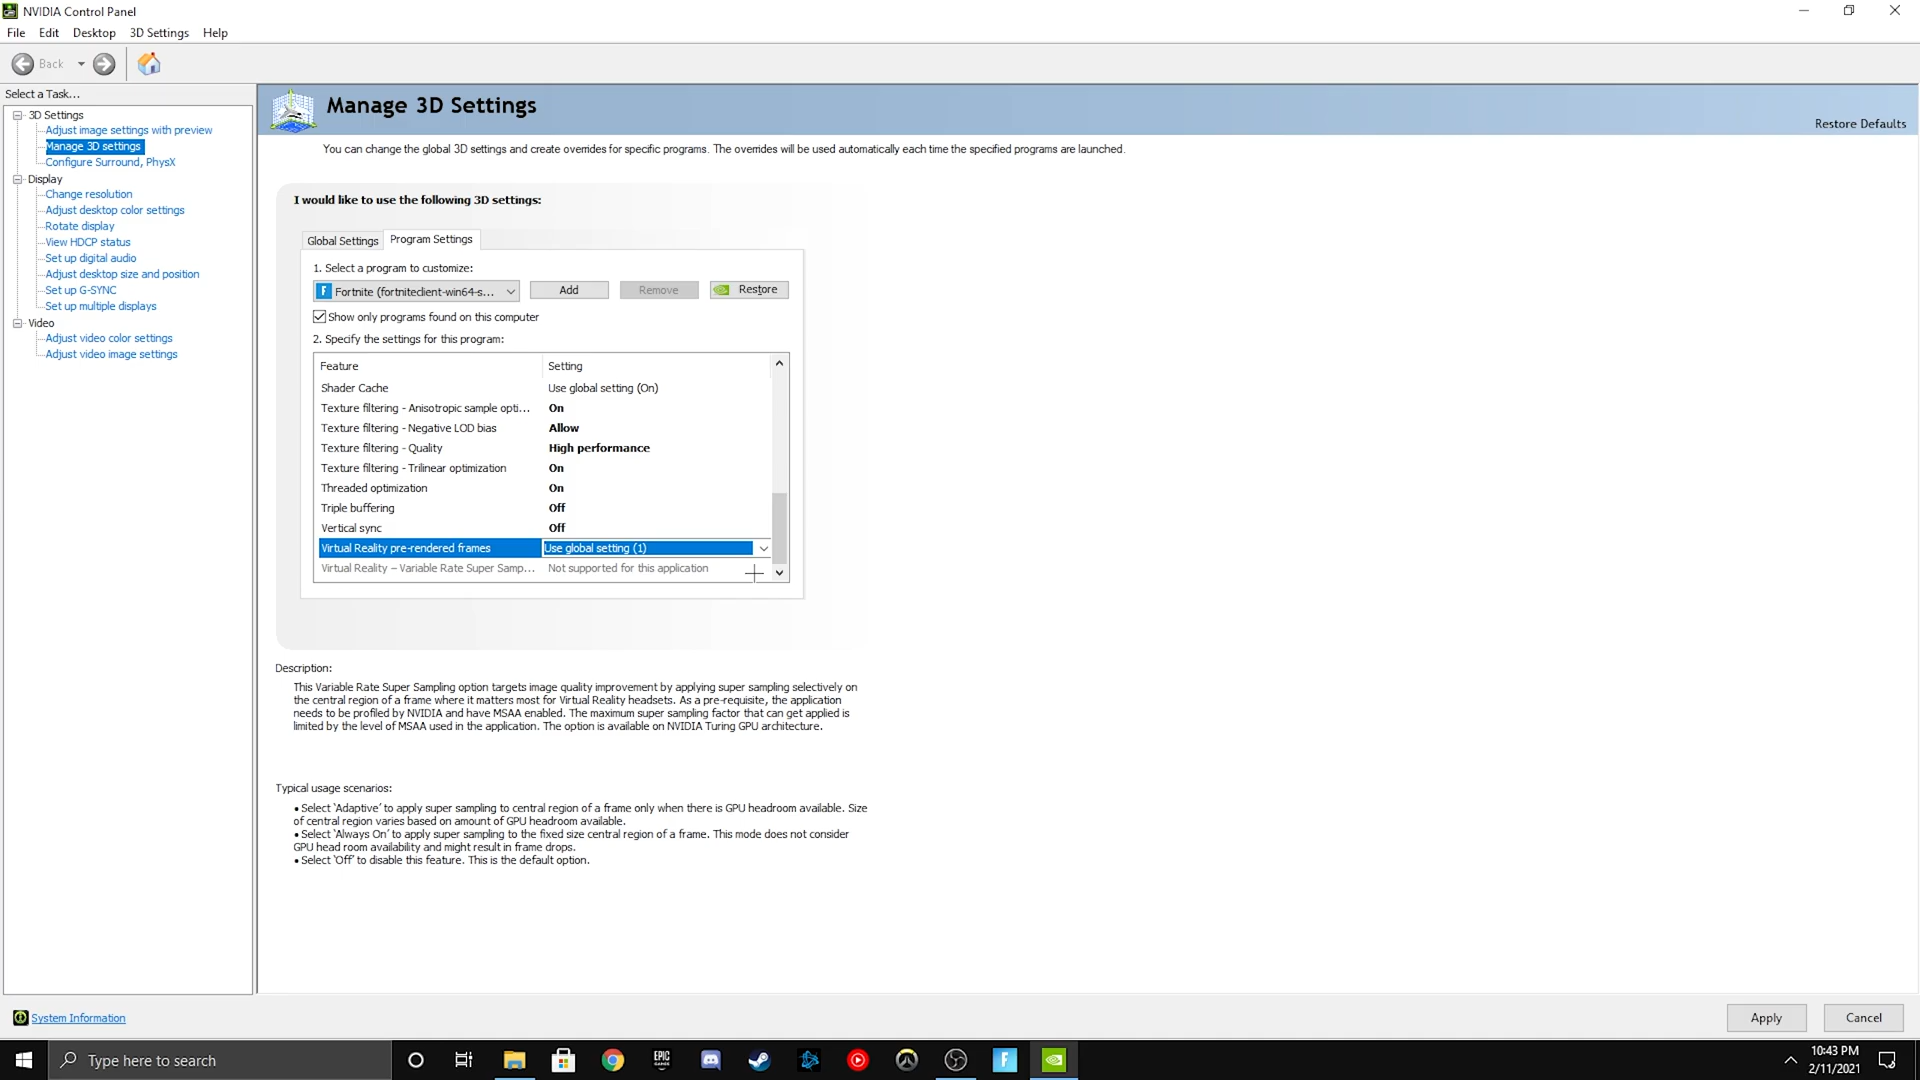 NVIDIA Control Panel
File Edit Desktop 3D Settings Help
Back
Select a Task...
3D Settings
Adjust image settings with preview
Manage 3D settings
Configure Surround, PhysX
Display
Change resolution
Adjust desktop color settings
Rotate display
View HDCP status
Set up digital audio
Adjust desktop size and position
Set up G-SYNC
Set up multiple displays
Video
Adjust video color settings
Adjust video image settings
System Information
Manage 3D Settings
Restore Defaults
You can change the global 3D settings and create overrides for specific programs. The overrides will be used automatically each time the specified programs are launched.
I would like to use the following 3D settings:
Global Settings Program Settings
1. Select a program to customize:
F Fortnite (fortniteclient-win64-s... Add Remove Restore
Show only programs found on this computer
2. Specify the settings for this program:
Feature Setting
Shader Cache Use global setting (On)
Texture filtering - Anisotropic sample opti... On
Texture filtering - Negative LOD bias Allow
Texture filtering - Quality High performance
Texture filtering - Trilinear optimization On
Threaded optimization On
Triple buffering Off
Vertical sync Off
Virtual Reality pre-rendered frames Use global setting (1)
Virtual Reality – Variable Rate Super Samp... Not supported for this application
Description:
This Variable Rate Super Sampling option targets image quality improvement by applying super sampling selectively on
the central region of a frame where it matters most for Virtual Reality headsets. As a pre-requisite, the application
needs to be profiled by NVIDIA and have MSAA enabled. The maximum super sampling factor that can get applied is
limited by the level of MSAA used in the application. The option is available on NVIDIA Turing GPU architecture.
Typical usage scenarios:
• Select 'Adaptive' to apply super sampling to central region of a frame only when there is GPU headroom available. Size
of central region varies based on amount of GPU headroom available.
• Select 'Always On' to apply super sampling to the fixed size central region of a frame. This mode does not consider
GPU head room availability and might result in frame drops.
• Select 'Off' to disable this feature. This is the default option.
Apply Cancel
Type here to search
EPIC
GAMES
F
10:43 PM
2/11/2021